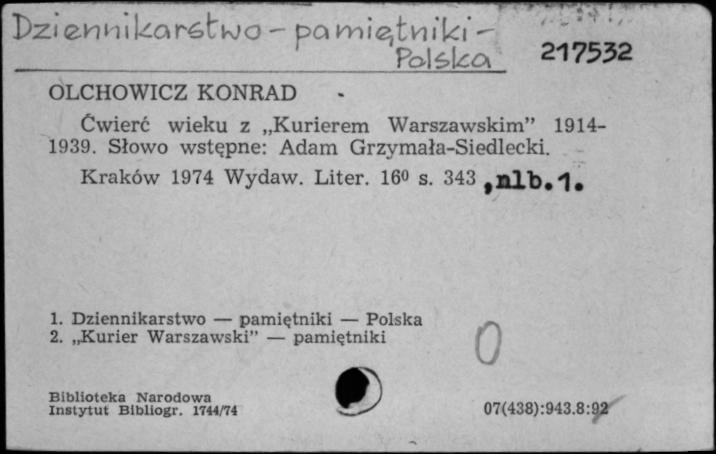 Dziennikarstwo - pamiętniki -
Polska
217532
OLCHOWICZ KONRAD
Ćwierć wieku z „Kurierem Warszawskim” 1914-
1939. Słowo wstępne: Adam Grzymała-Siedlecki.
Kraków 1974 Wydaw. Liter. 16⁰ s. 343, nlb. 1.
1. Dziennikarstwo — pamiętniki — Polska
2. „Kurier Warszawski” — pamiętniki
0
Biblioteka Narodowa
Instytut Bibliogr. 1744/74
07(438):943.8:92